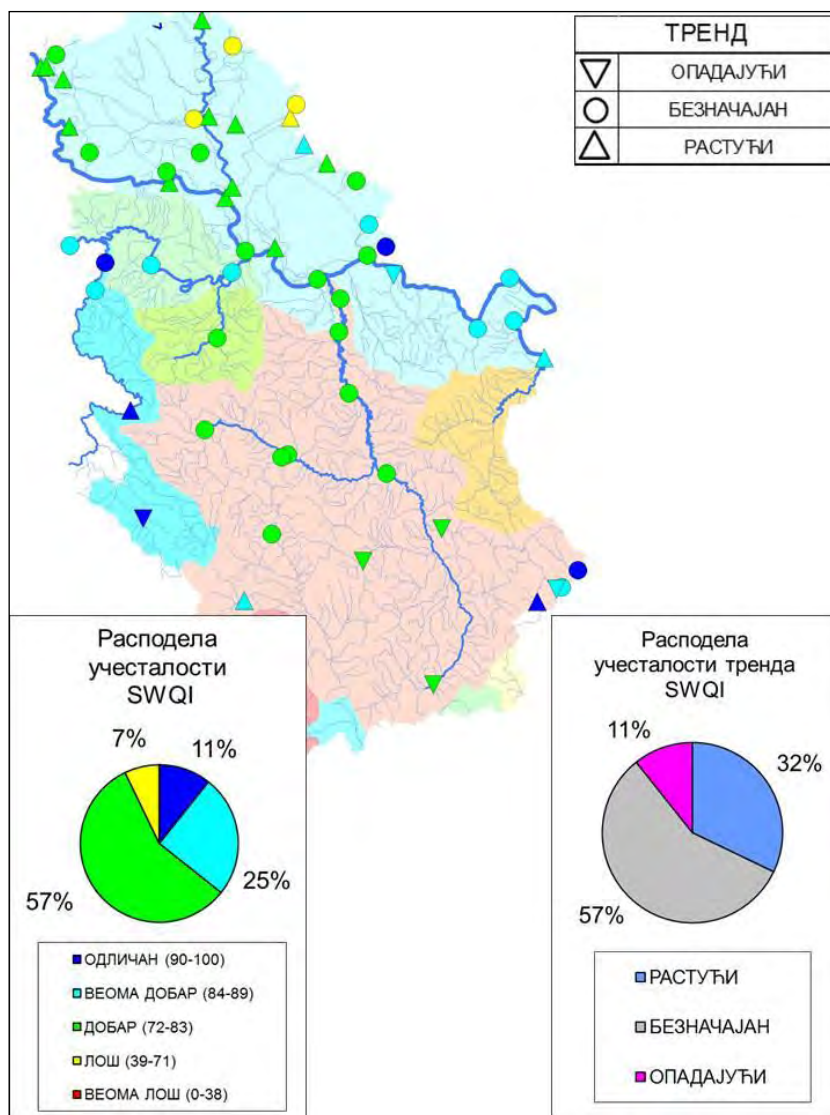 ТРЕНД
ОПАДАЈУЋИ
БЕЗНАЧАЈАН
РАСТУЋИ
Расподела
учесталости
SWQI
7%
11%
25%
57%
ОДЛИЧАН (90-100)
ВЕОМА ДОБАР (84-89)
ДОБАР (72-83)
ЛОШ (39-71)
ВЕОМА ЛОШ (0-38)
Расподела
учесталости тренда
SWQI
11%
32%
57%
РАСТУЋИ
БЕЗНАЧАЈАН
ОПАДАЈУЋИ